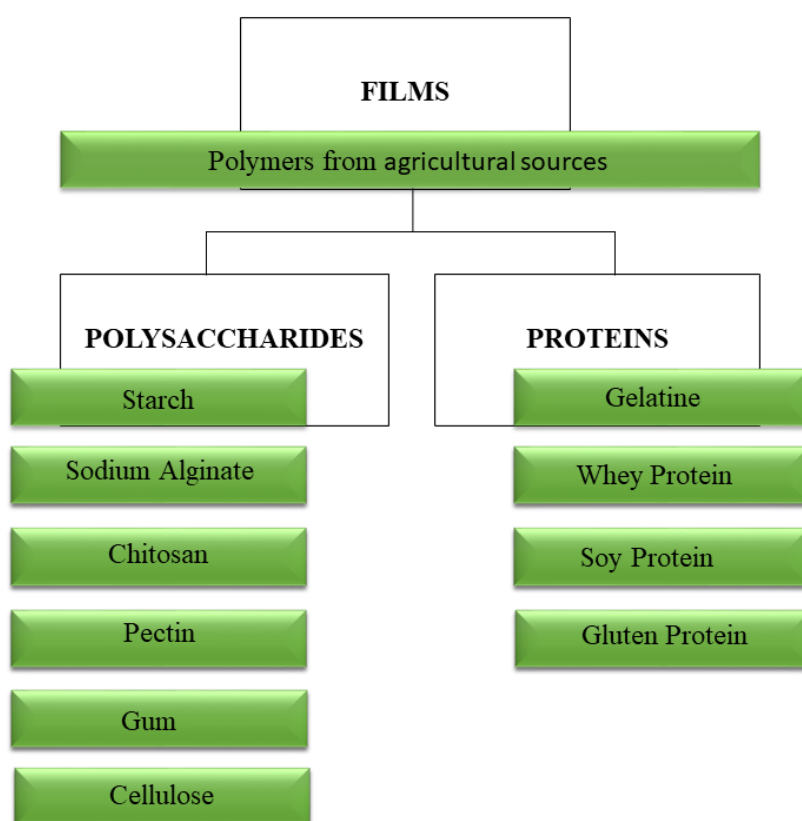 FILMS
Polymers from agricultural sources
POLYSACCHARIDES
Starch
Sodium Alginate
Chitosan
Pectin
Gum
Cellulose
PROTEINS
Gelatine
Whey Protein
Soy Protein
Gluten Protein